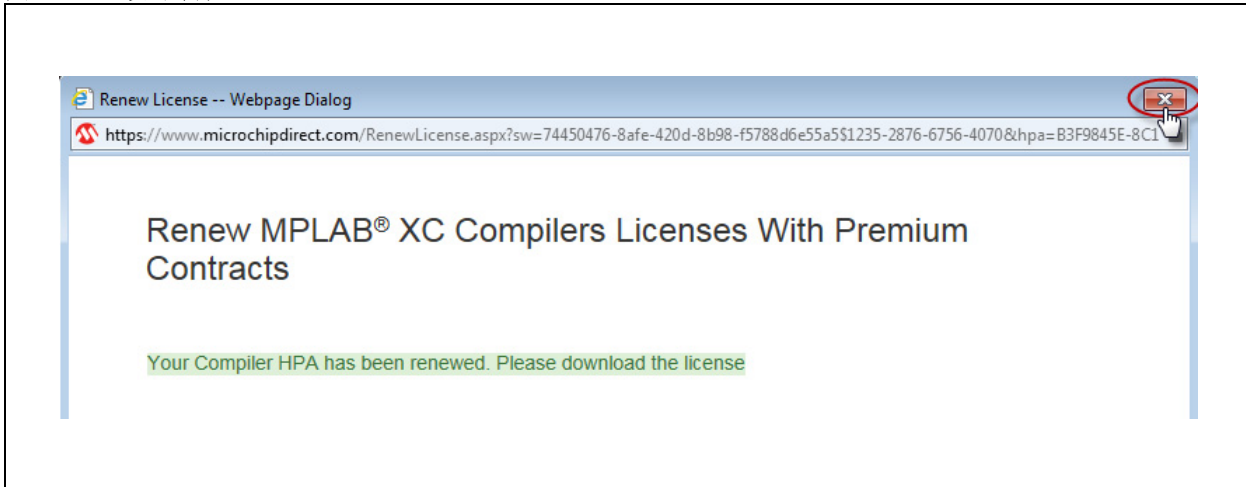 Renew License -- Webpage Dialog
https://www.microchipdirect.com/RenewLicense.aspx?sw=74450476-8afe-420d-8b98-f5788d6e55a5$1235-2876-6756-4070&hpa=B3F9845E-8C1
Renew MPLAB® XC Compilers Licenses With Premium
Contracts
Your Compiler HPA has been renewed. Please download the license